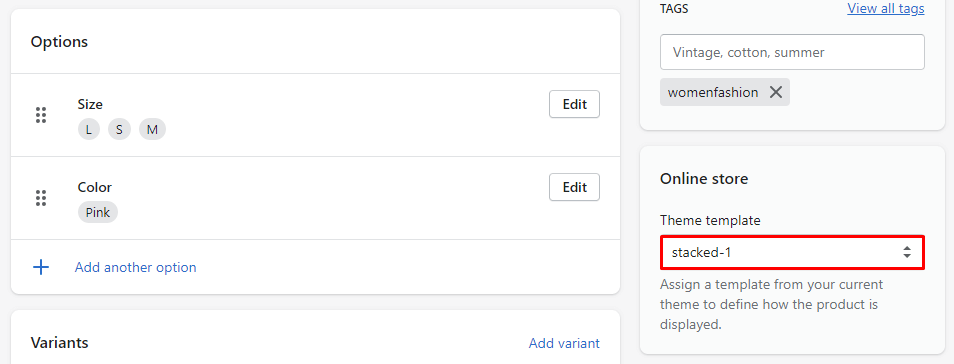 Options
Size
Edit
L S M
Color
Edit
Pink
Add another option
Variants
Add variant
TAGS
View all tags
Vintage, cotton, summer
womenfashion
Online store
Theme template
stacked-1
Assign a template from your current
theme to define how the product is
displayed.